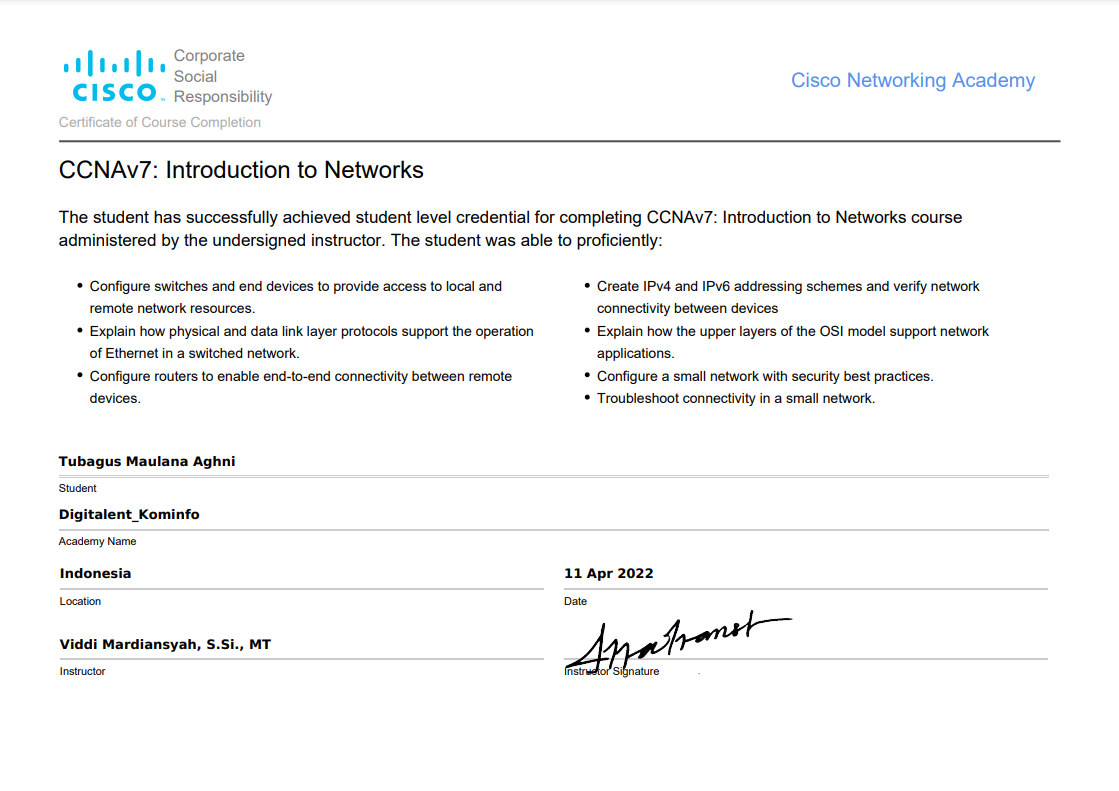 Corporate
Social
CISCO Responsibility
Cisco Networking Academy
Certificate of Course Completion
CCNAv7: Introduction to Networks
The student has successfully achieved student level credential for completing CCNAv7: Introduction to Networks course
administered by the undersigned instructor. The student was able to proficiently:
• Configure switches and end devices to provide access to local and
remote network resources.
• Explain how physical and data link layer protocols support the operation
of Ethernet in a switched network.
• Configure routers to enable end-to-end connectivity between remote
devices.
• Create IPv4 and IPv6 addressing schemes and verify network
connectivity between devices
• Explain how the upper layers of the OSI model support network
applications.
• Configure a small network with security best practices.
• Troubleshoot connectivity in a small network.
Tubagus Maulana Aghni
Student
Digitalent_Kominfo
Academy Name
Indonesia
Location
11 Apr 2022
Date
Viddi Mardiansyah, S.Si., MT
Instructor
Instructor Signature